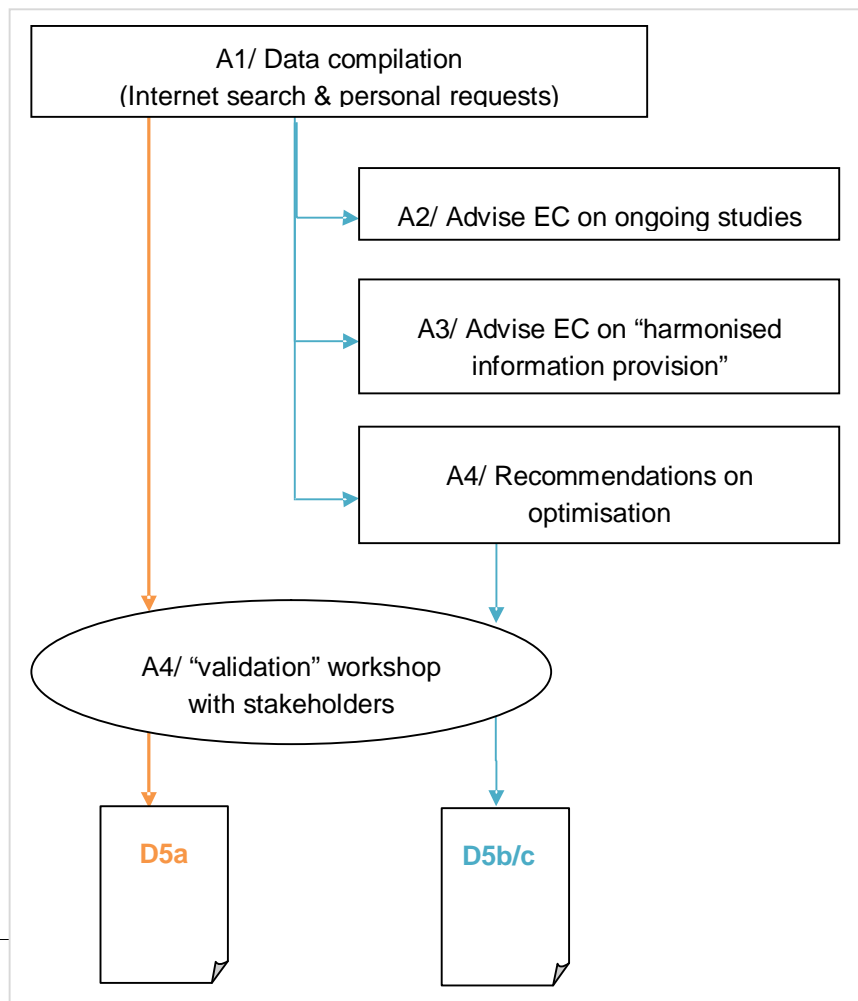 A1/ Data compilation
(Internet search & personal requests)
A2/ Advise EC on ongoing studies
A3/ Advise EC on “harmonised
information provision”
A4/ Recommendations on
optimisation
A4/ “validation” workshop
with stakeholders
D5a
D5b/c